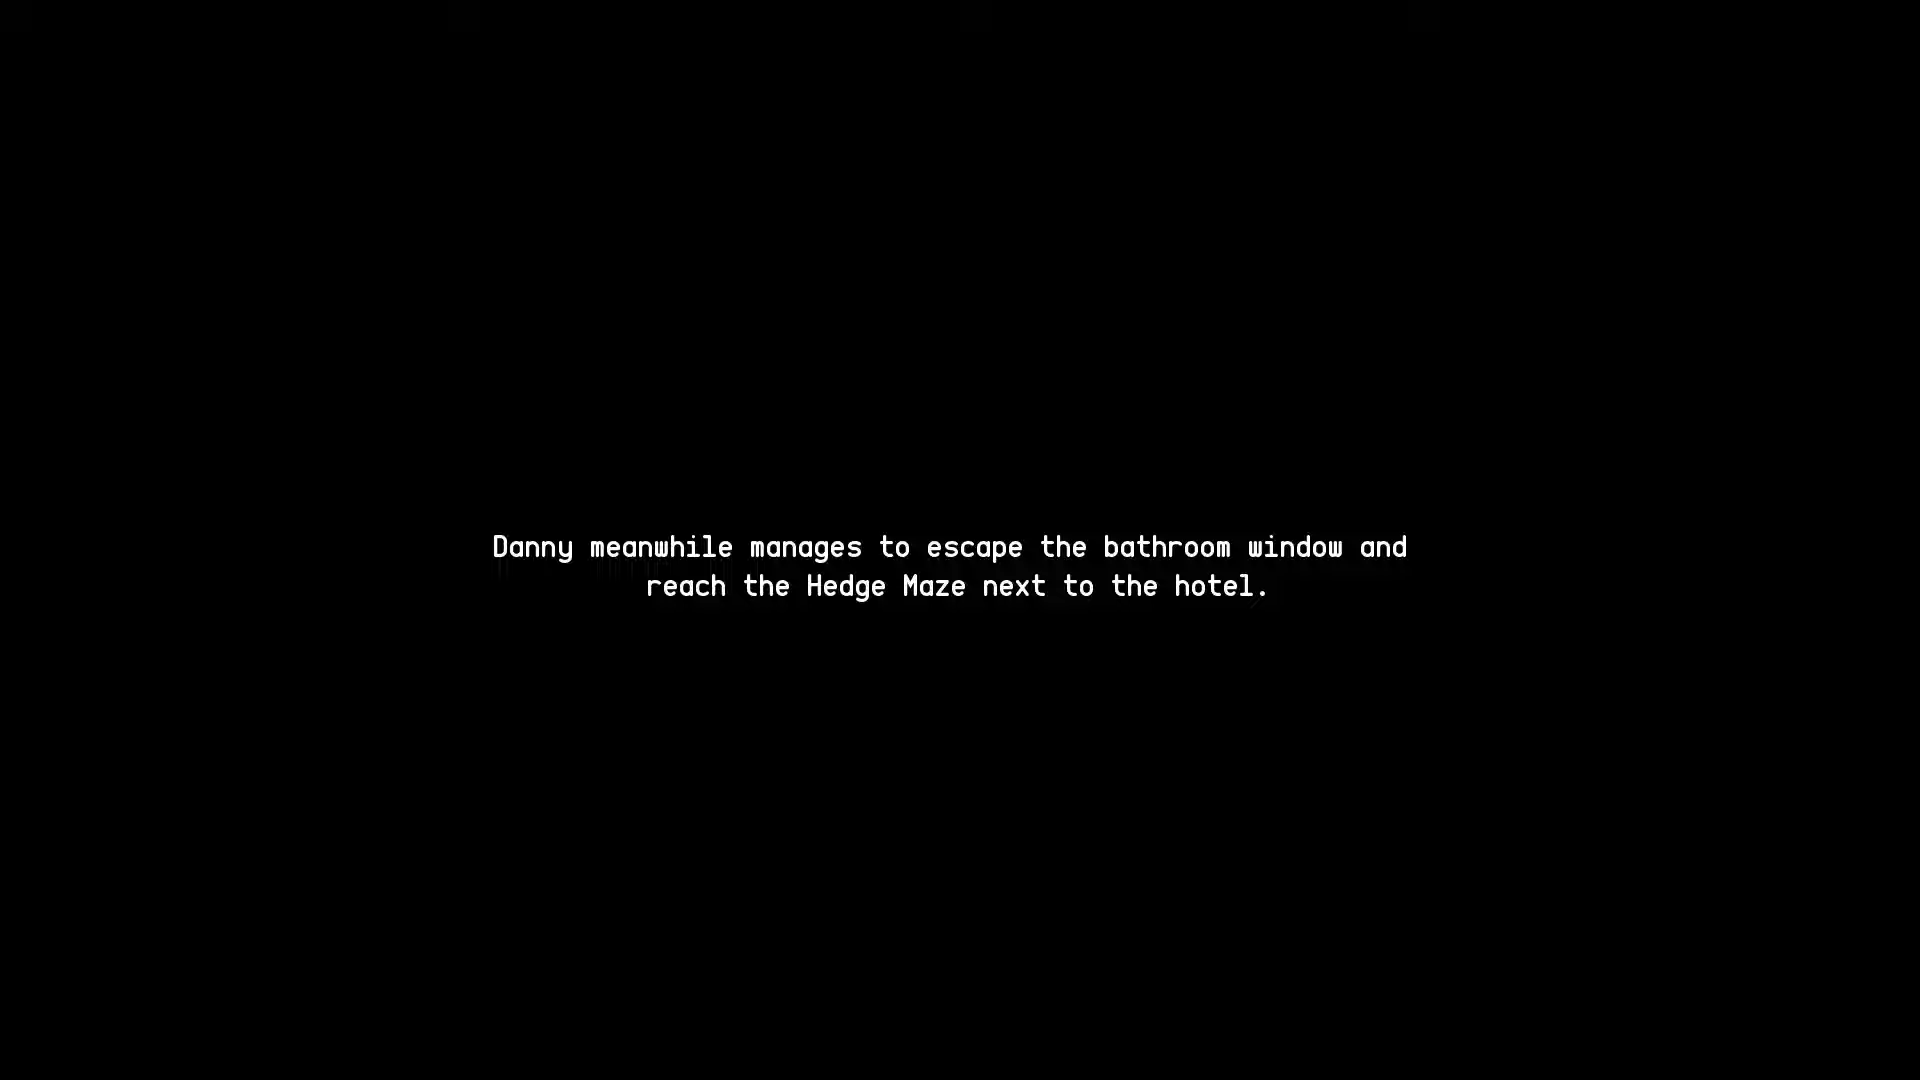 Danny meanwhile manages to escape the bathroom window and
reach the Hedge Maze next to the hotel.